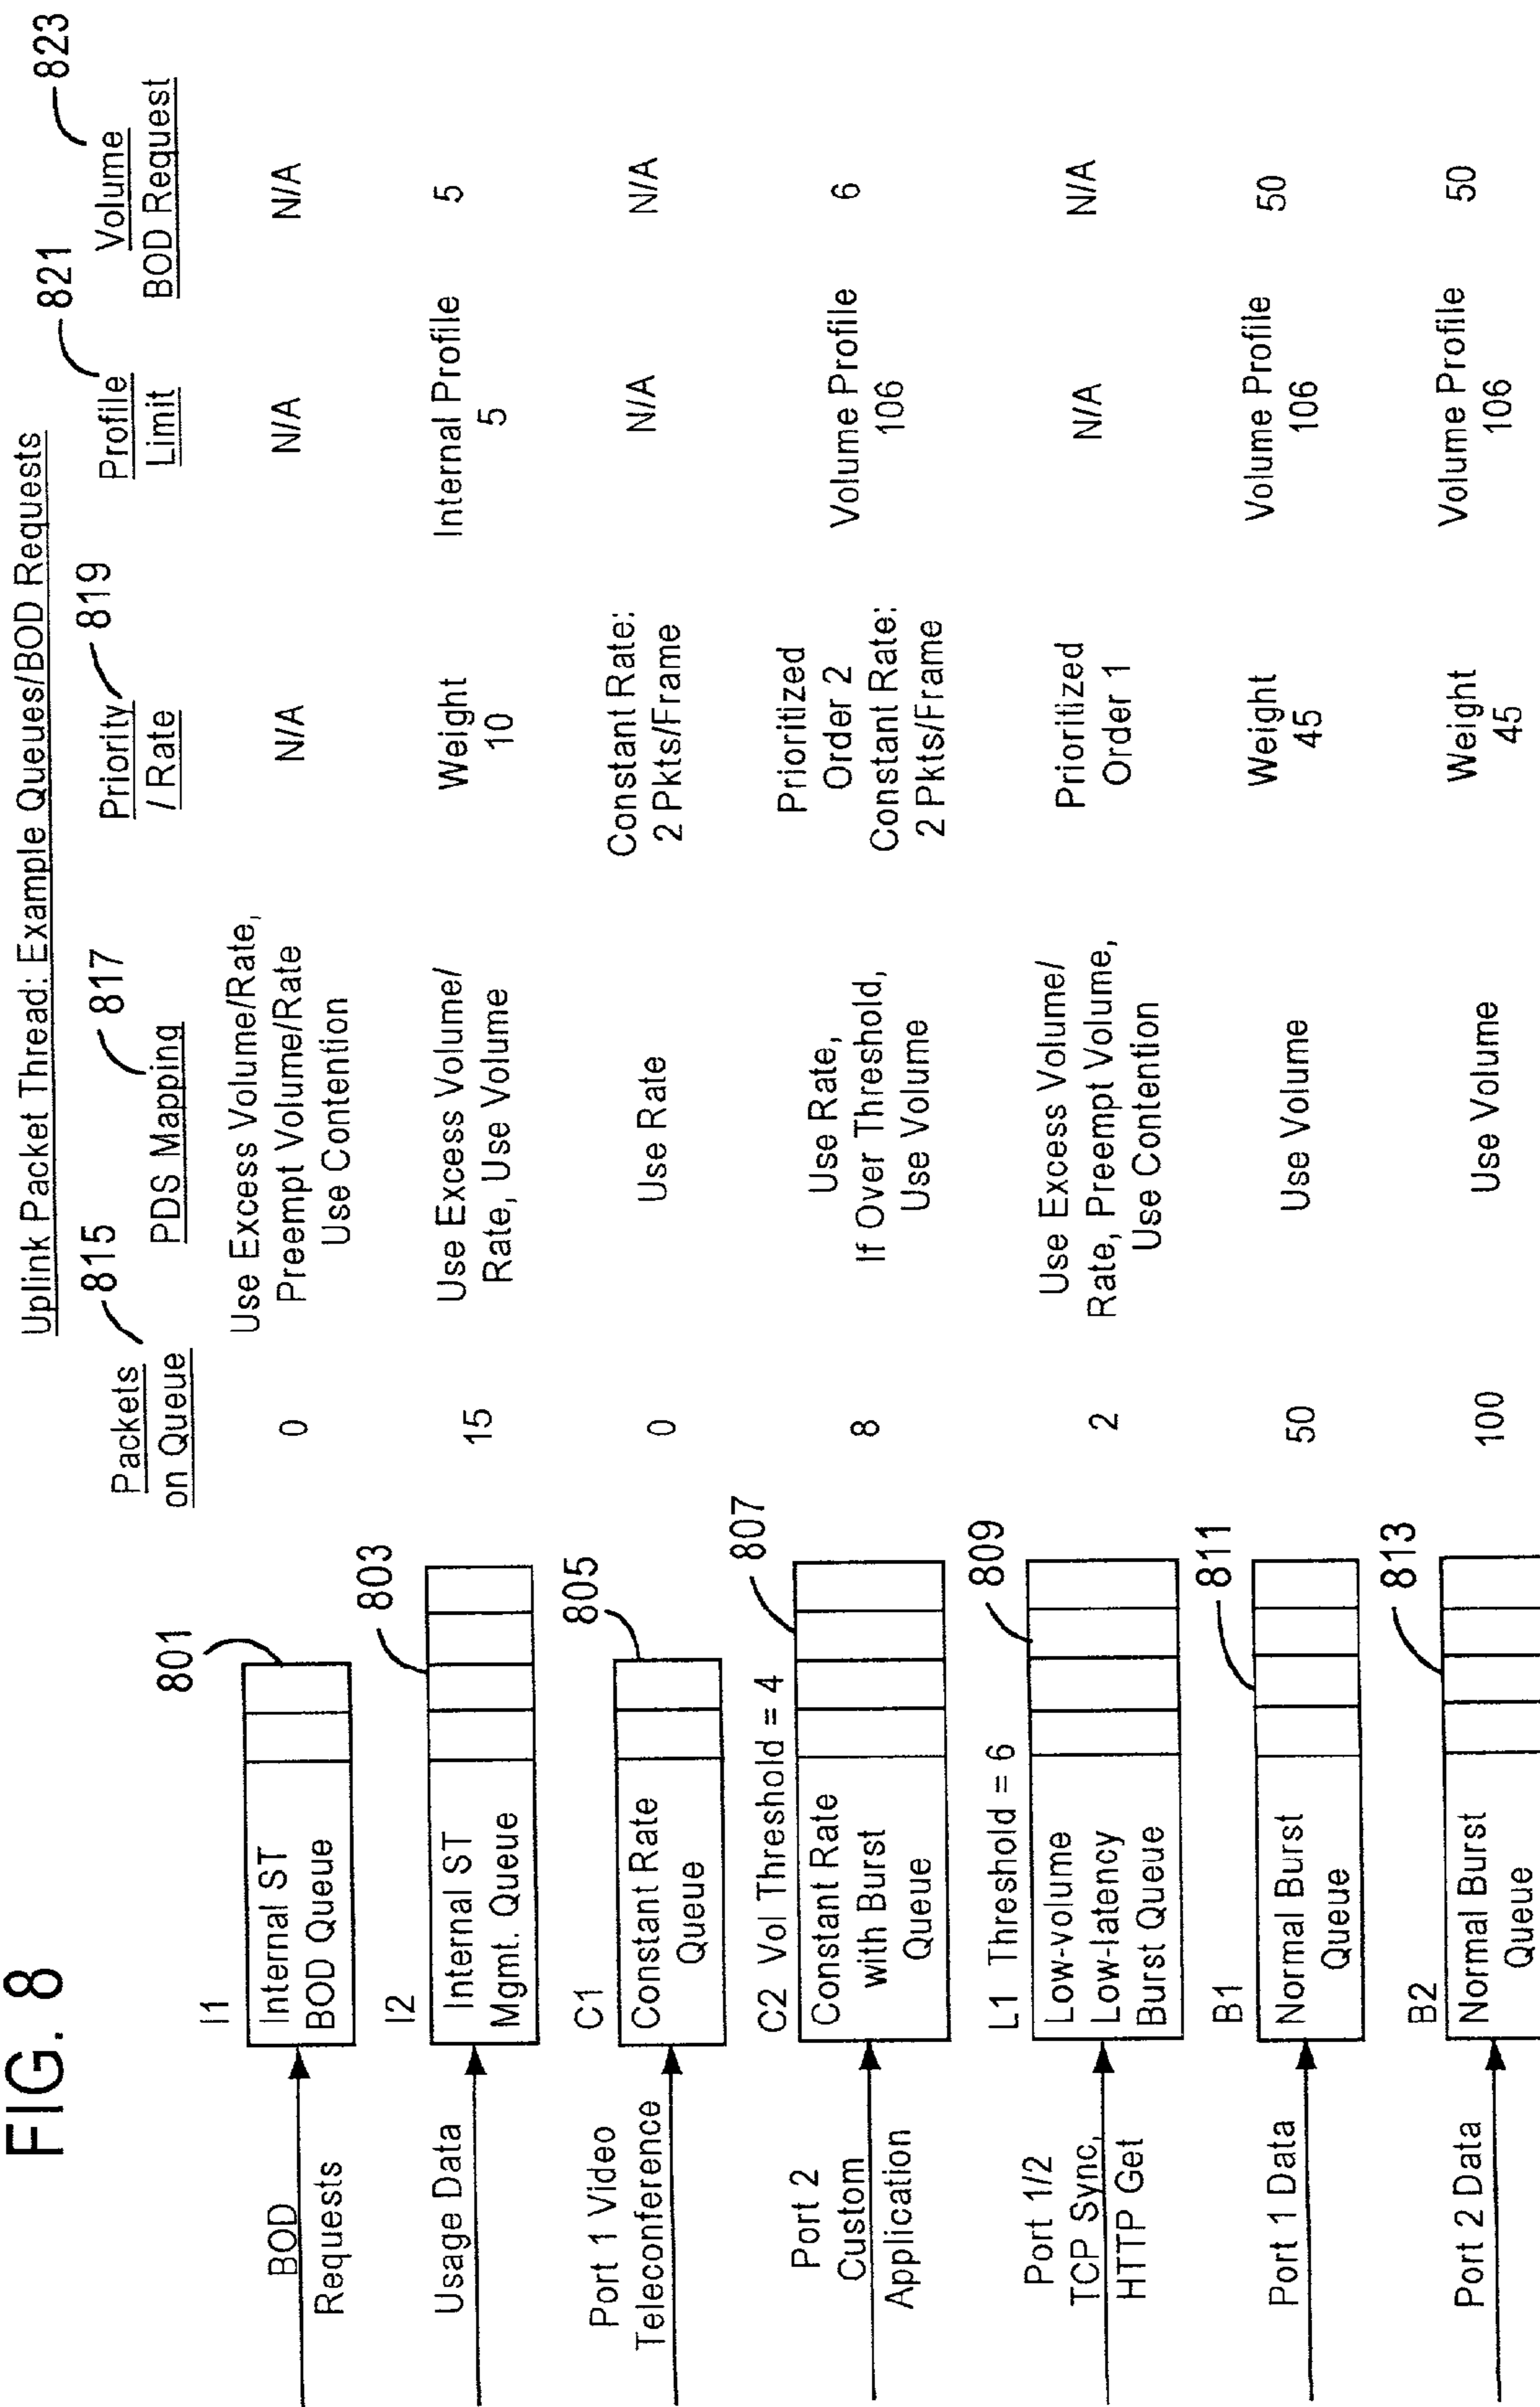 FIG. 8
Uplink Packet Thread: Example Queues/BOD Requests
Packets
on Queue
815
PDS Mapping
817
Priority
/ Rate
819
Profile
Limit
821
Volume
BOD Request
823
BOD
Requests
I1
Internal ST
BOD Queue
801
0
Use Excess Volume/Rate,
Preempt Volume/Rate
Use Contention
N/A
N/A
N/A
Usage Data
I2
Internal ST
Mgmt. Queue
803
15
Use Excess Volume/
Rate, Use Volume
Weight
10
Internal Profile
5
5
Port 1 Video
Teleconference
C1
Constant Rate
Queue
805
0
Use Rate
Constant Rate:
2 Pkts/Frame
N/A
N/A
Port 2
Custom
Application
C2 Vol Threshold = 4
Constant Rate
with Burst
Queue
807
8
Use Rate,
If Over Threshold,
Use Volume
Prioritized
Order 2
Constant Rate:
2 Pkts/Frame
Volume Profile
106
6
Port 1/2
TCP Sync,
HTTP Get
L1 Threshold = 6
Low-volume
Low-latency
Burst Queue
809
2
Use Excess Volume/
Rate, Preempt Volume,
Use Contention
Prioritized
Order 1
N/A
N/A
Port 1 Data
B1
Normal Burst
Queue
811
50
Use Volume
Weight
45
Volume Profile
106
50
Port 2 Data
B2
Normal Burst
Queue
813
100
Use Volume
Weight
45
Volume Profile
106
50